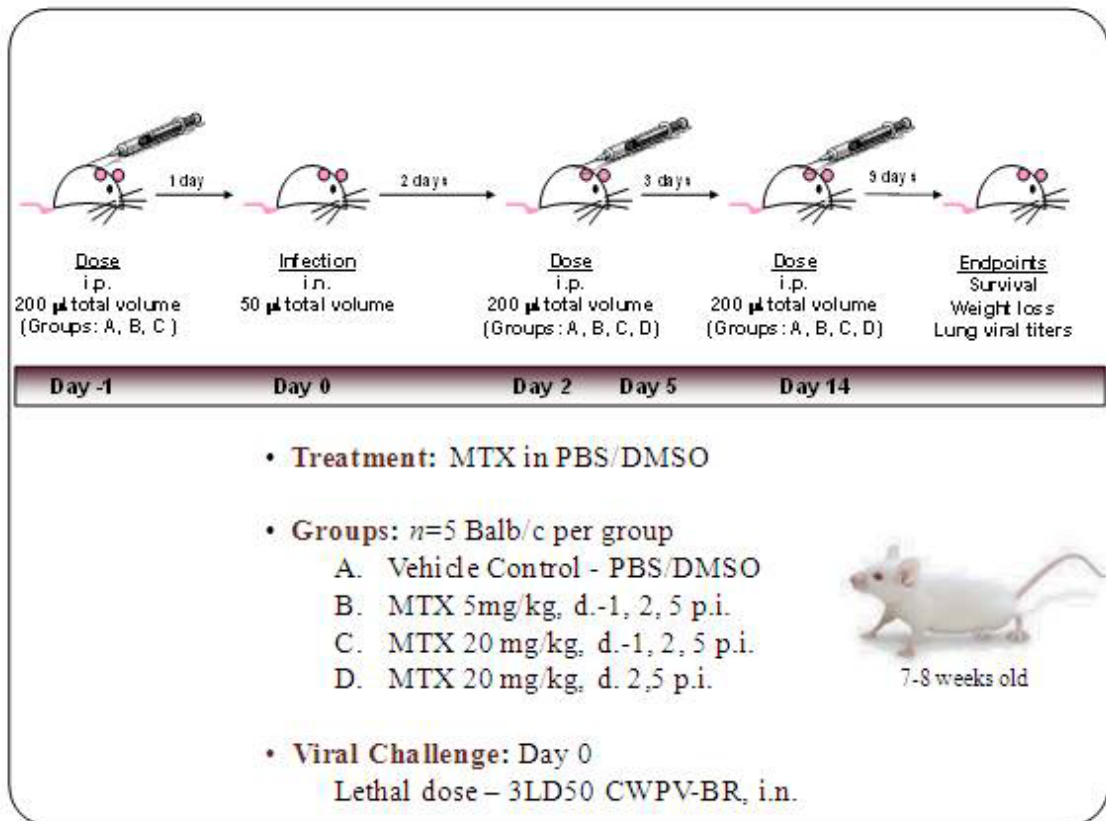 1 day
2 days
3 days
9 days
Dose
i.p.
200 µl total volume
(Groups: A, B, C )
Infection
i.n.
50 µl total volume
Dose
i.p.
200 µl total volume
(Groups: A, B, C, D)
Dose
i.p.
200 µl total volume
(Groups: A, B, C, D)
Endpoints
Survival
Weight loss
Lung viral titers
Day -1
Day 0
Day 2
Day 5
Day 14
• Treatment: MTX in PBS/DMSO
• Groups: n=5 Balb/c per group
A. Vehicle Control - PBS/DMSO
B. MTX 5mg/kg, d.-1, 2, 5 p.i.
C. MTX 20 mg/kg, d.-1, 2, 5 p.i.
D. MTX 20 mg/kg, d. 2,5 p.i.
7-8 weeks old
• Viral Challenge: Day 0
Lethal dose – 3LD50 CWPV-BR, i.n.